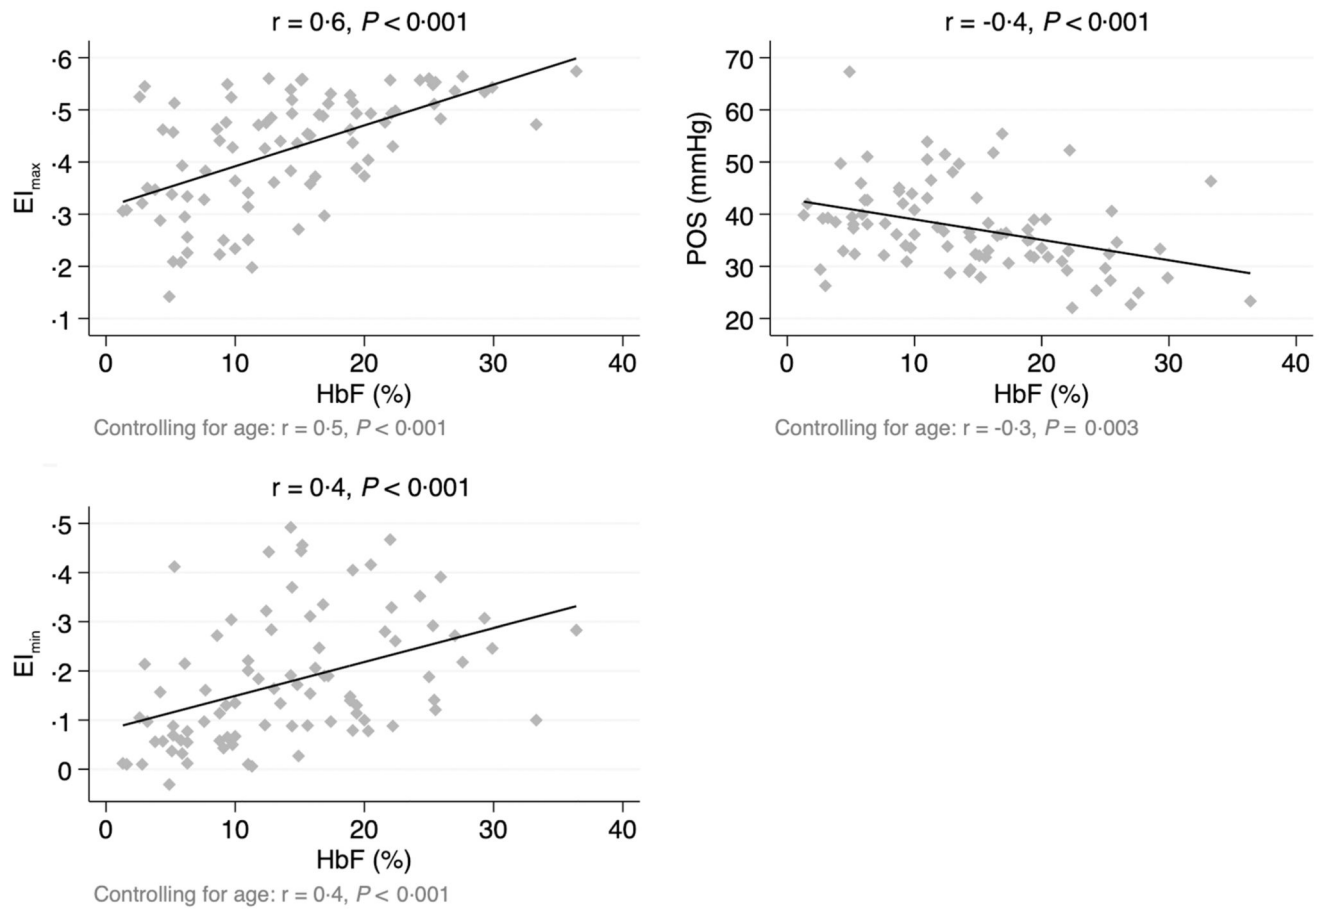 r = 0·6, P < 0·001
EImax
·6
·5
·4
·3
·2
·1
0 10 20 30 40
HbF (%)
Controlling for age: r = 0·5, P < 0·001
r = -0·4, P < 0·001
POS (mmHg)
70
60
50
40
30
20
0 10 20 30 40
HbF (%)
Controlling for age: r = -0·3, P = 0·003
r = 0·4, P < 0·001
EImin
·5
·4
·3
·2
·1
0
0 10 20 30 40
HbF (%)
Controlling for age: r = 0·4, P < 0·001